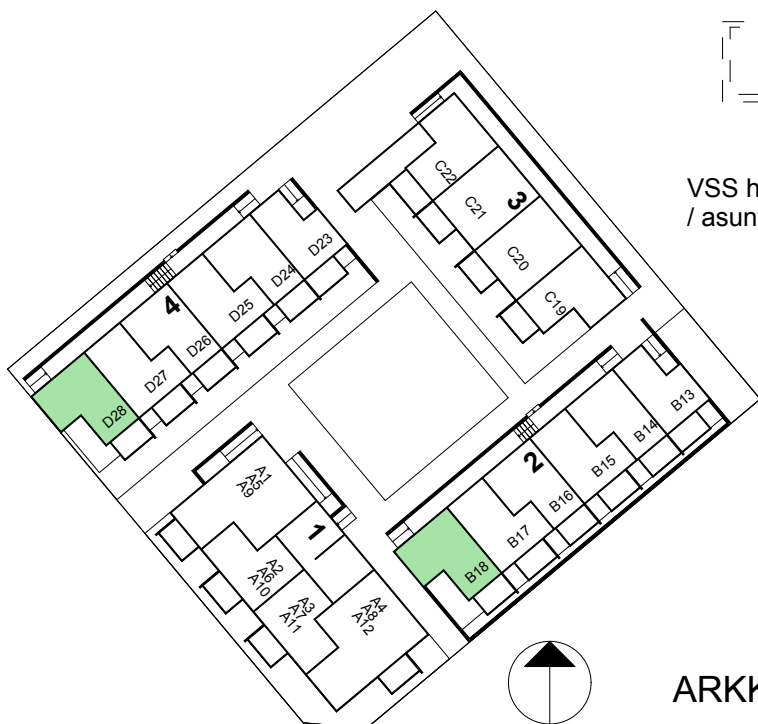 VSS h
/ asun
3
C22
C21
C20
C19
4
D23
D24
D25
D26
D27
D28
2
B13
B14
B15
B16
B17
B18
1
A1
A5
A9
A2
A6
A10
A3
A7
A11
A4
A8
A12
ARKK